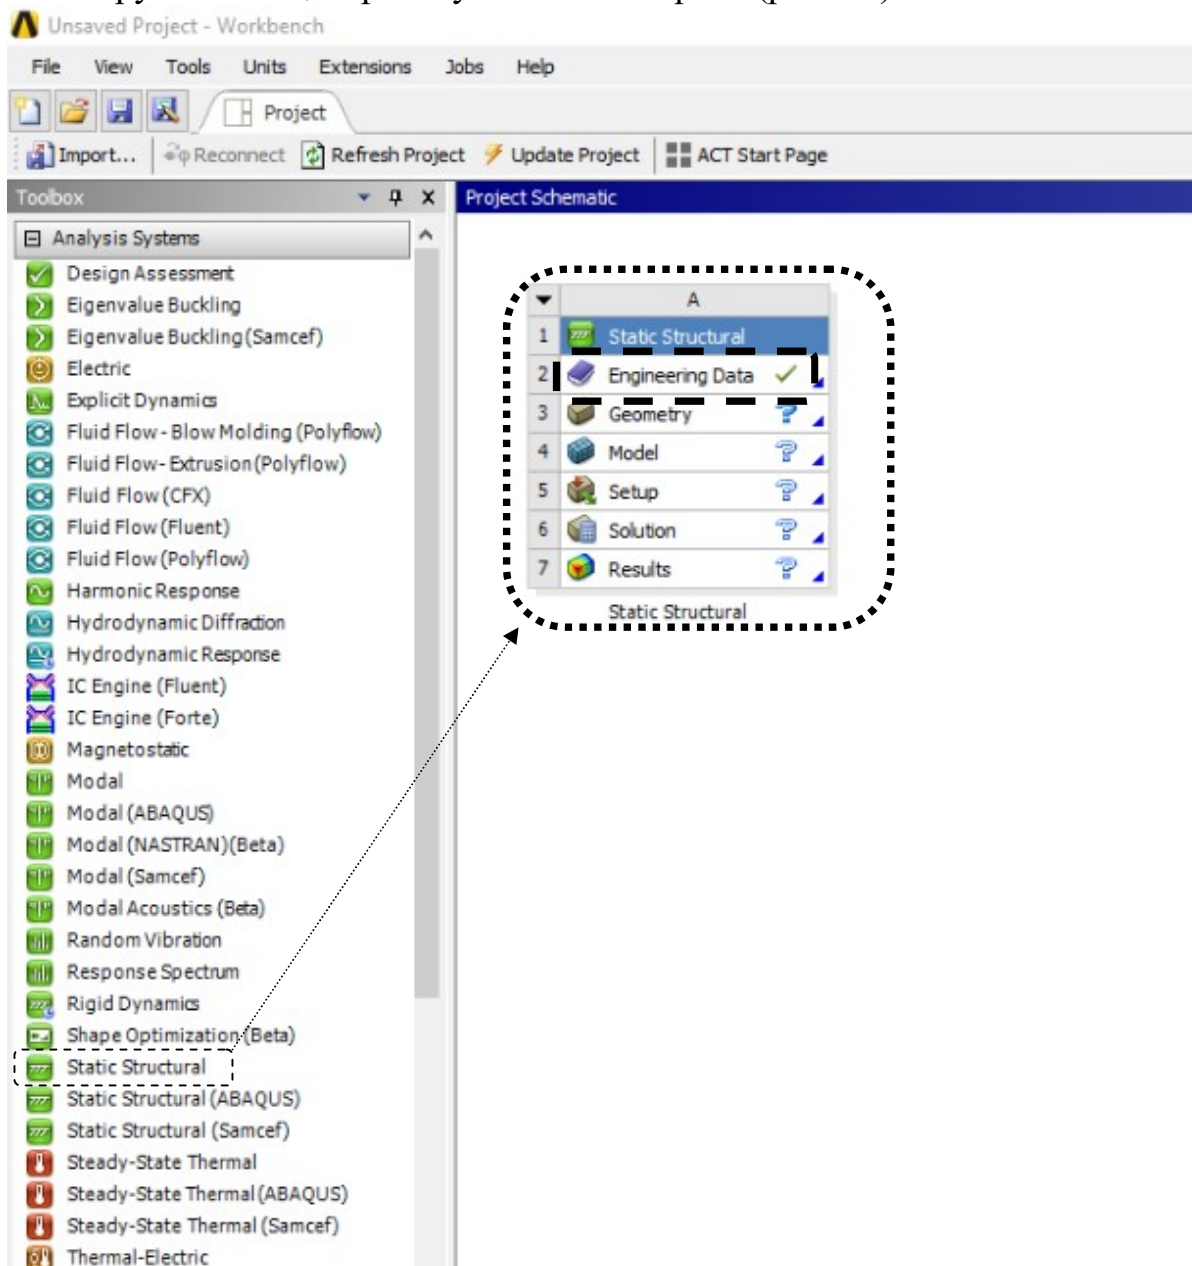 Unsaved Project - Workbench
File View Tools Units Extensions Jobs Help
Project
Import... Reconnect Refresh Project Update Project ACT Start Page
Toolbox
Project Schematic
Analysis Systems
Design Assessment
Eigenvalue Buckling
Eigenvalue Buckling (Samcef)
Electric
Explicit Dynamics
Fluid Flow - Blow Molding (Polyflow)
Fluid Flow- Extrusion (Polyflow)
Fluid Flow (CFX)
Fluid Flow (Fluent)
Fluid Flow (Polyflow)
Harmonic Response
Hydrodynamic Diffraction
Hydrodynamic Response
IC Engine (Fluent)
IC Engine (Forte)
Magnetostatic
Modal
Modal (ABAQUS)
Modal (NASTRAN)(Beta)
Modal (Samcef)
Modal Acoustics (Beta)
Random Vibration
Response Spectrum
Rigid Dynamics
Shape Optimization (Beta)
Static Structural
Static Structural (ABAQUS)
Static Structural (Samcef)
Steady-State Thermal
Steady-State Thermal (ABAQUS)
Steady-State Thermal (Samcef)
Thermal-Electric
A
1 Static Structural
2 Engineering Data
3 Geometry
4 Model
5 Setup
6 Solution
7 Results
Static Structural